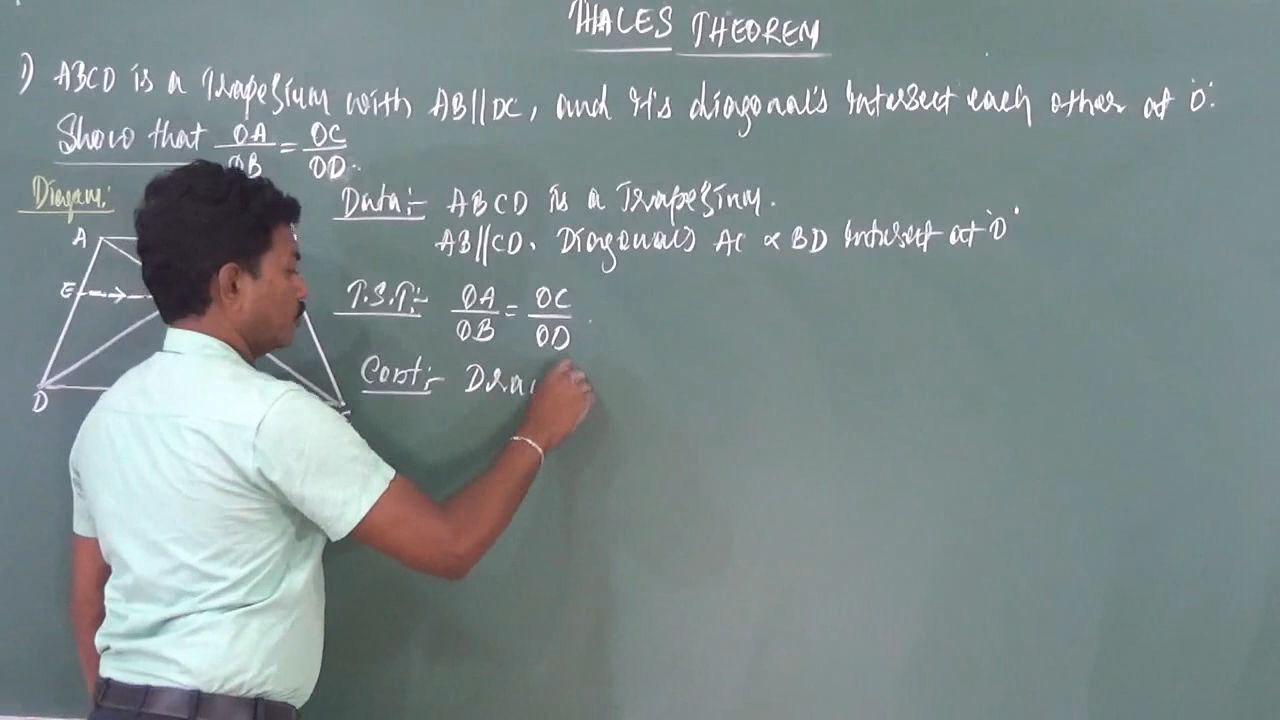 THALES THEOREM
1) ABCD is a Trapezium with AB||DC, and it's diagonal's Intersect each other at 'O'.
Show that OA/OB = OC/OD.
Diagram:
Data:- ABCD is a Trapezium.
AB||CD. Diagonals AC & BD Intersect at 'O'
A
E
D
T.S.T:- OA/OB = OC/OD.
Const:- Draw